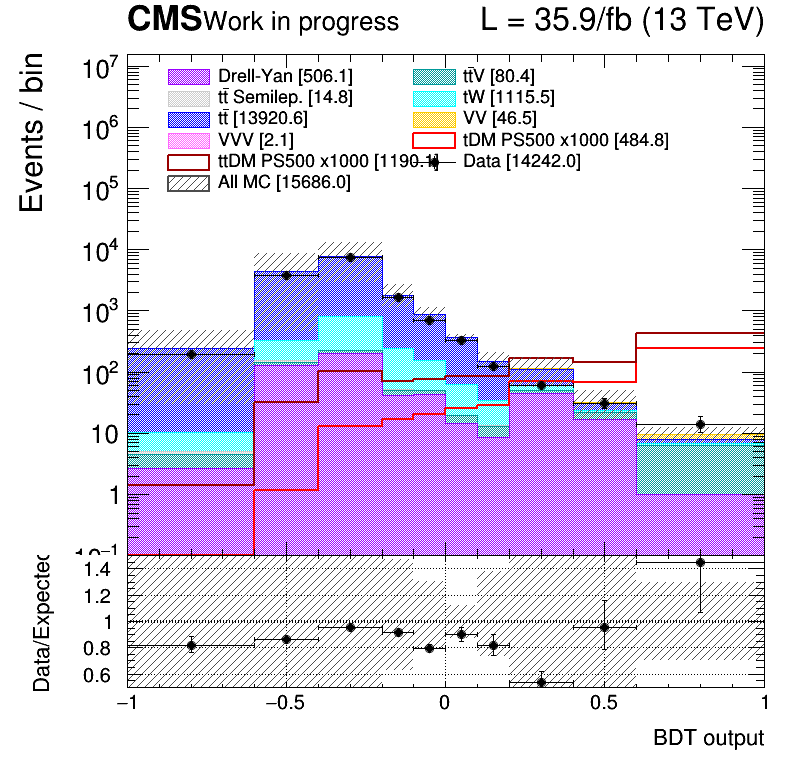 CMS Work in progress L = 35.9/fb (13 TeV)
Events / bin
Drell-Yan [506.1] tt̄V [80.4]
tt̄ Semilep. [14.8] tW [1115.5]
tt̄ [13920.6] VV [46.5]
VVV [2.1] tDM PS500 x1000 [484.8]
ttDM PS500 x1000 [1190.1] Data [14242.0]
All MC [15686.0]
10⁷
10⁶
10⁵
10⁴
10³
10²
10
1
10⁻¹
Data/Expected
1.4
1.2
1
0.8
0.6
−1 −0.5 0 0.5 1
BDT output